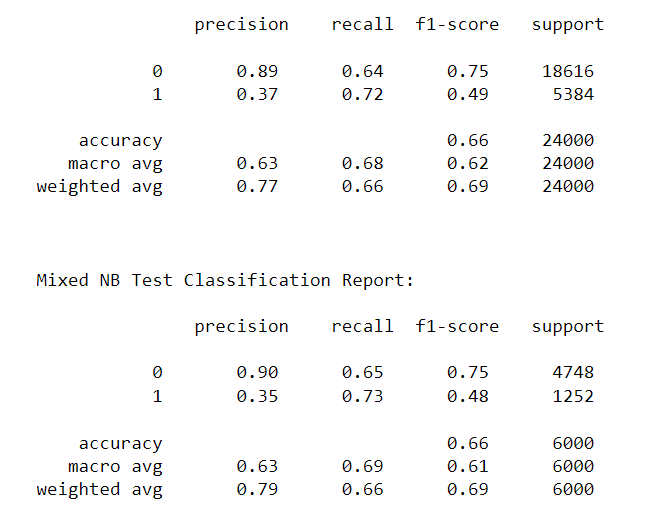 precision recall f1-score support
0 0.89 0.64 0.75 18616
1 0.37 0.72 0.49 5384
accuracy 0.66 24000
macro avg 0.63 0.68 0.62 24000
weighted avg 0.77 0.66 0.69 24000
Mixed NB Test Classification Report:
precision recall f1-score support
0 0.90 0.65 0.75 4748
1 0.35 0.73 0.48 1252
accuracy 0.66 6000
macro avg 0.63 0.69 0.61 6000
weighted avg 0.79 0.66 0.69 6000